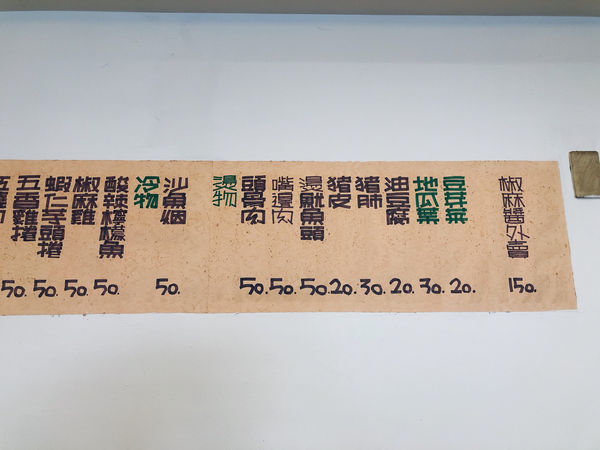 椒麻醬外賣 150.
豆芽菜 20.
地瓜葉 30.
油豆腐 20.
豬肺 30.
豬皮 20.
燙魷魚頭 50.
嘴邊肉 50.
頭骨肉 50.
燙物
沙魚烟 50.
冷物
酸辣檸檬魚 50.
椒麻雞 50.
蝦仁芋頭捲 50.
五香雞捲 50.